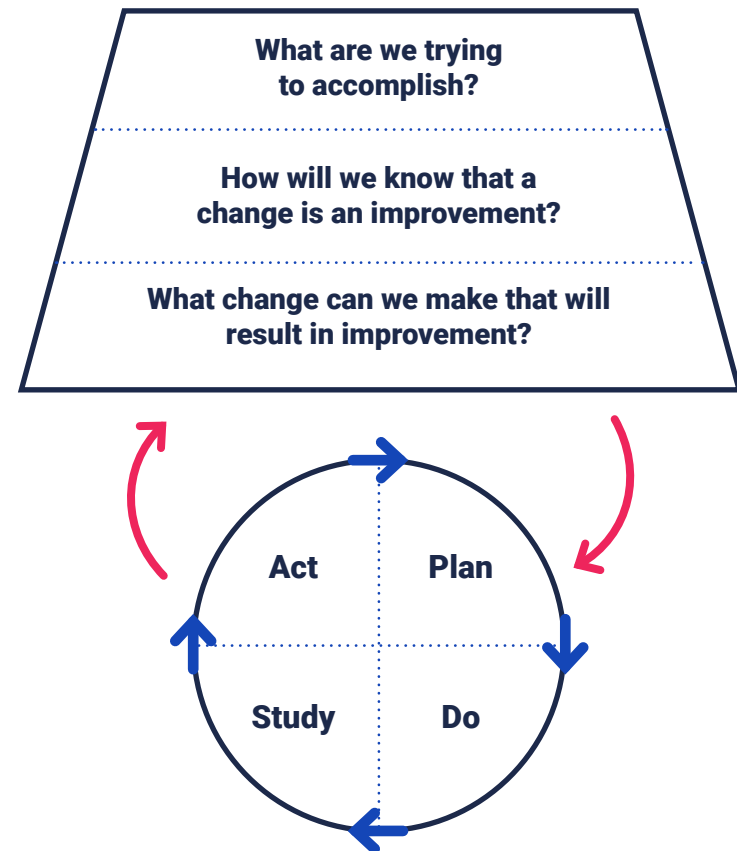 What are we trying
to accomplish?
How will we know that a
change is an improvement?
What change can we make that will
result in improvement?
Act
Plan
Study
Do